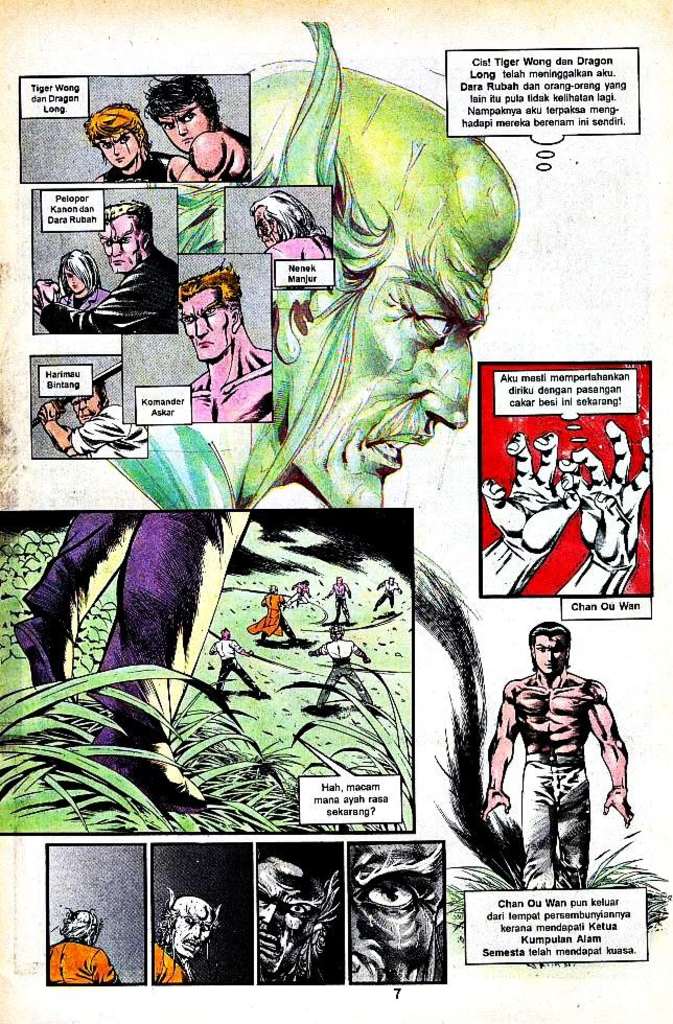 Tiger Wong
dan Dragon
Long.
Cis! Tiger Wong dan Dragon
Long telah meninggalkan aku.
Dara Rubah dan orang-orang yang
lain itu pula tidak kelihatan lagi.
Nampaknya aku terpaksa meng-
hadapi mereka berenam ini sendiri.
Pelopor
Kanon dan
Dara Rubah
Nenek
Manjur
Harimau
Bintang
Komander
Askar
Aku mesti mempertahankan
diriku dengan pasangan
cakar besi ini sekarang!
Chan Ou Wan
Hah, macam
mana ayah rasa
sekarang?
Chan Ou Wan pun keluar
dari tempat persembunyiannya
kerana mendapati Ketua
Kumpulan Alam
Semesta telah mendapat kuasa.
7